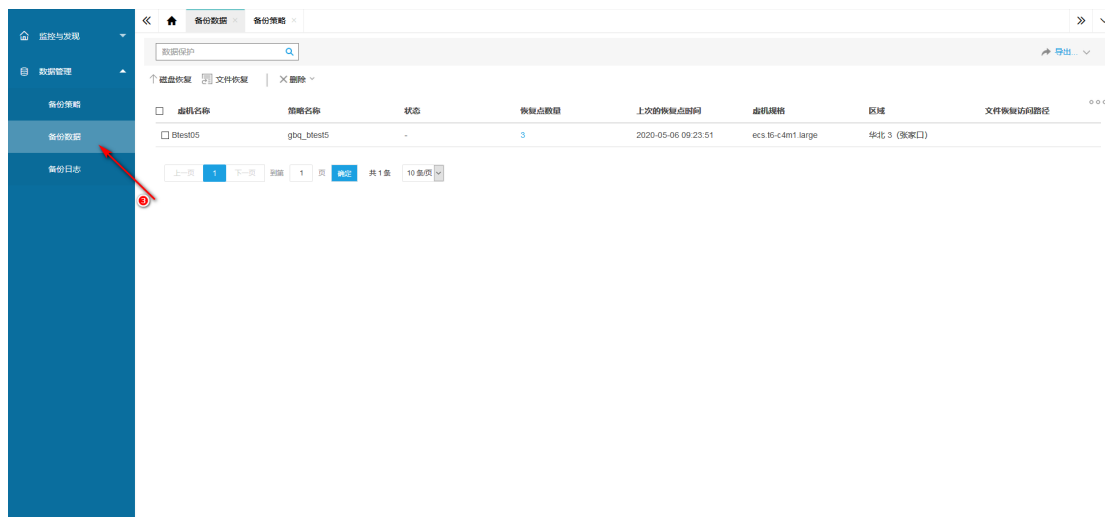 备份数据 备份策略
监控与发现
数据保护 导出...
数据管理
磁盘恢复 文件恢复 删除
备份策略
虚机名称 策略名称 状态 恢复点数量 上次的恢复点时间 虚机规格 区域 文件恢复访问路径
备份数据
Btest05 gbq_btest5 - 3 2020-05-06 09:23:51 ecs.t6-c4m1.large 华北 3（张家口）
备份日志
上一页 1 下一页 到第 1 页 确定 共 1 条 10 条/页
3